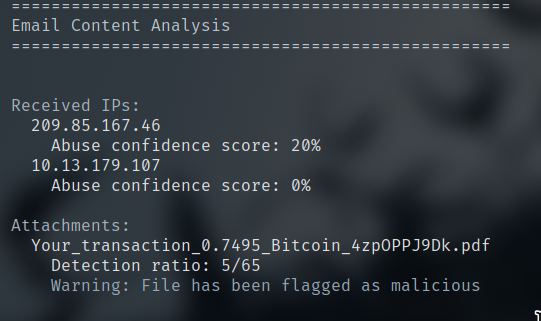 ==================================================
Email Content Analysis
==================================================
Received IPs:
209.85.167.46
Abuse confidence score: 20%
10.13.179.107
Abuse confidence score: 0%
Attachments:
Your_transaction_0.7495_Bitcoin_4zpOPPJ9Dk.pdf
Detection ratio: 5/65
Warning: File has been flagged as malicious